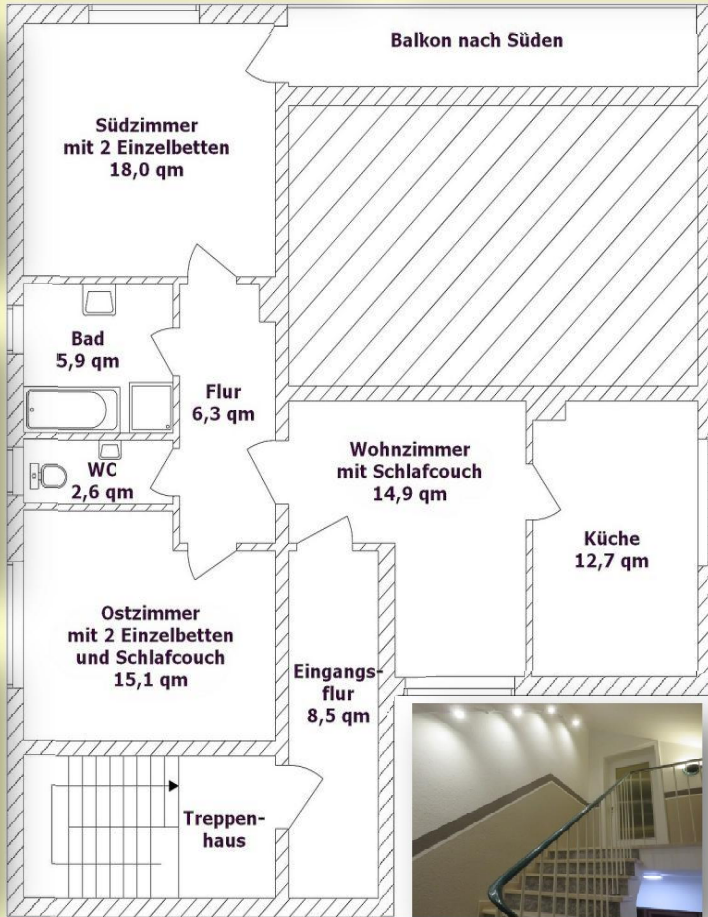 Balkon nach Süden
Südzimmer
mit 2 Einzelbetten
18,0 qm
Bad
5,9 qm
Flur
6,3 qm
WC
2,6 qm
Wohnzimmer
mit Schlafcouch
14,9 qm
Küche
12,7 qm
Ostzimmer
mit 2 Einzelbetten
und Schlafcouch
15,1 qm
Eingangs-
flur
8,5 qm
Treppen-
haus